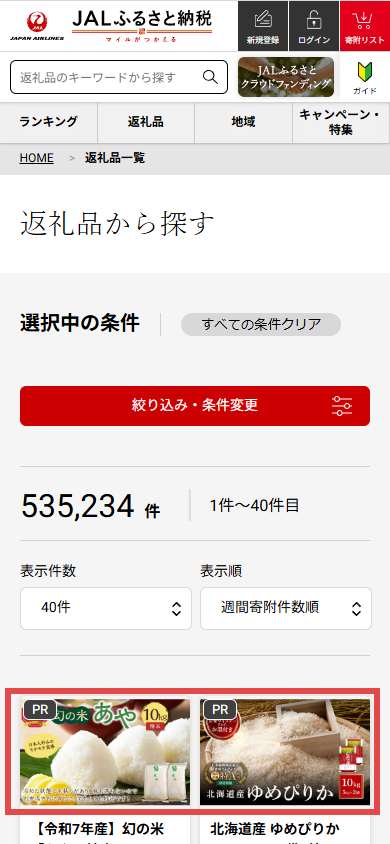 JAPAN AIRLINES
JALふるさと納税
マイルがつかえる
新規登録
ログイン
寄附リスト
返礼品のキーワードから探す
JALふるさと
クラウドファンディング
ガイド
ランキング
返礼品
地域
キャンペーン・
特集
HOME > 返礼品一覧
返礼品から探す
選択中の条件
すべての条件クリア
絞り込み・条件変更
535,234 件
1件～40件目
表示件数
表示順
40件
週間寄附件数順
PR
幻の米 あや 10kg
PR
北海道産 ゆめぴりか
10kg
【令和7年産】幻の米
北海道産 ゆめぴりか